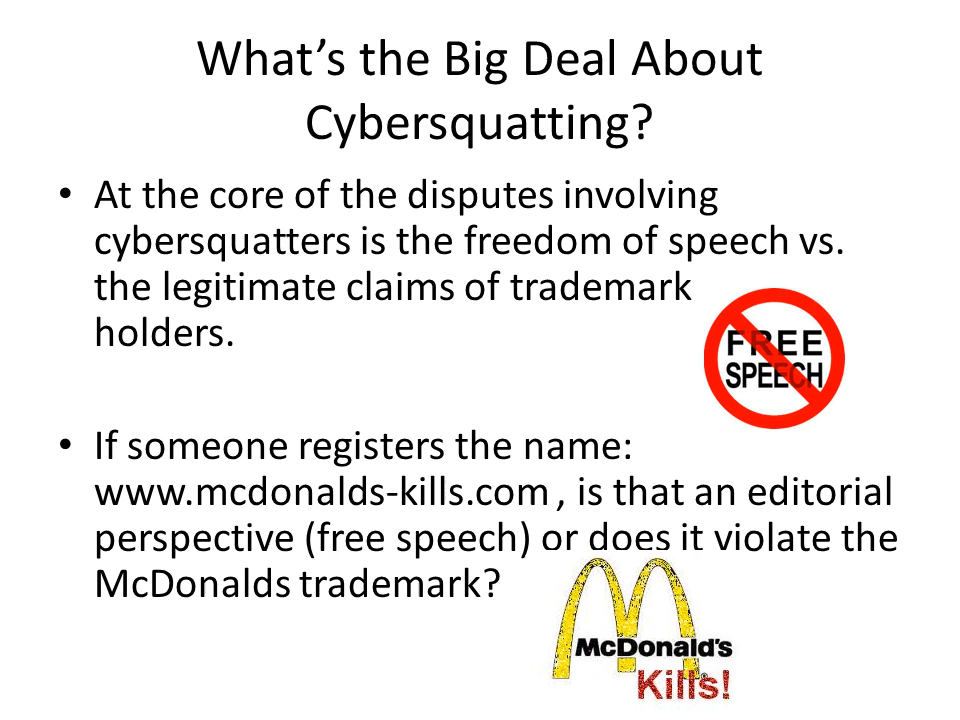 What’s the Big Deal About
Cybersquatting?
• At the core of the disputes involving
cybersquatters is the freedom of speech vs.
the legitimate claims of trademark
holders.
FREE
SPEECH
• If someone registers the name:
www.mcdonalds-kills.com , is that an editorial
perspective (free speech) or does it violate the
McDonalds trademark?
McDonald's
®
Kills!